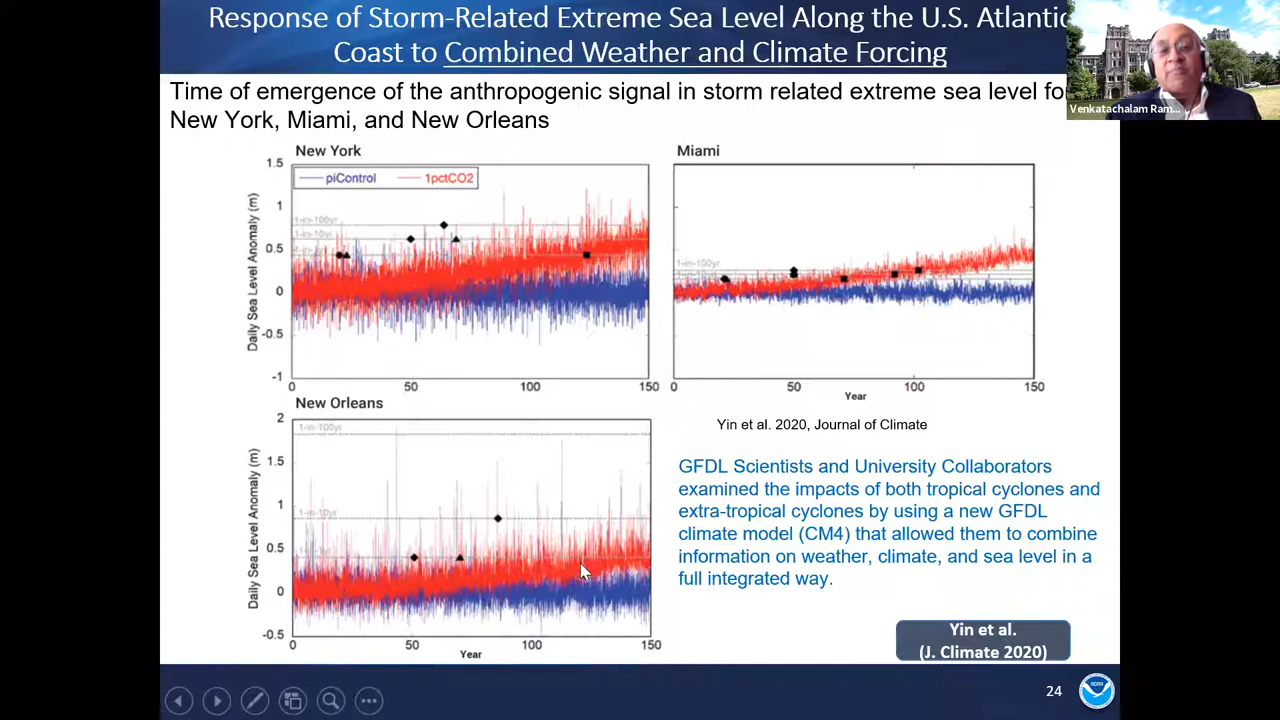 Response of Storm-Related Extreme Sea Level Along the U.S. Atlantic
Coast to Combined Weather and Climate Forcing
Venkatachalam Ram...
Time of emergence of the anthropogenic signal in storm related extreme sea level fo
New York, Miami, and New Orleans
New York
Daily Sea Level Anomaly (m)
1.5
1
0.5
0
-0.5
-1
piControl
1pctCO2
1-in-100yr
1-in-10yr
0
50
100
150
Miami
1-in-100yr
0
50
100
150
Year
New Orleans
Daily Sea Level Anomaly (m)
2
1.5
1
0.5
0
-0.5
1-in-100yr
1-in-10yr
0
50
100
150
Year
Yin et al. 2020, Journal of Climate
GFDL Scientists and University Collaborators
examined the impacts of both tropical cyclones and
extra-tropical cyclones by using a new GFDL
climate model (CM4) that allowed them to combine
information on weather, climate, and sea level in a
full integrated way.
Yin et al.
(J. Climate 2020)
24